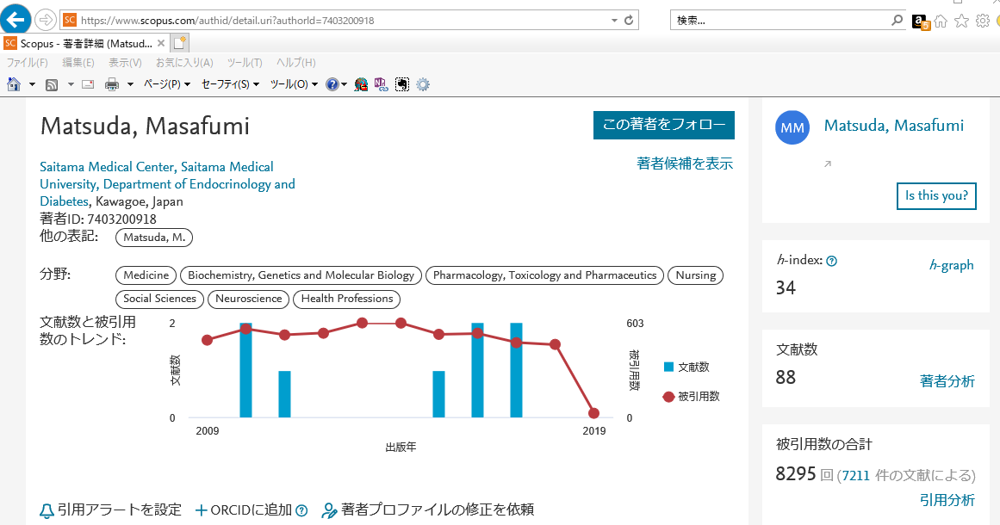 https://www.scopus.com/authid/detail.uri?authorId=7403200918
検索...
SC Scopus - 著者詳細 (Matsud...
ファイル(F) 編集(E) 表示(V) お気に入り(A) ツール(T) ヘルプ(H)
ページ(P) セーフティ(S) ツール(O)
Matsuda, Masafumi
この著者をフォロー
著者候補を表示
Saitama Medical Center, Saitama Medical
University, Department of Endocrinology and
Diabetes, Kawagoe, Japan
著者ID: 7403200918
他の表記: Matsuda, M.
分野: Medicine Biochemistry, Genetics and Molecular Biology Pharmacology, Toxicology and Pharmaceutics Nursing
Social Sciences Neuroscience Health Professions
文献数と被引用
数のトレンド:
2
文献数
0
603
被引用数
0
2009
2019
出版年
文献数
被引用数
引用アラートを設定 ORCIDに追加 著者プロファイルの修正を依頼
MM Matsuda, Masafumi
Is this you?
h-index:
h-graph
34
文献数
88
著者分析
被引用数の合計
8295 回 (7211 件の文献による)
引用分析